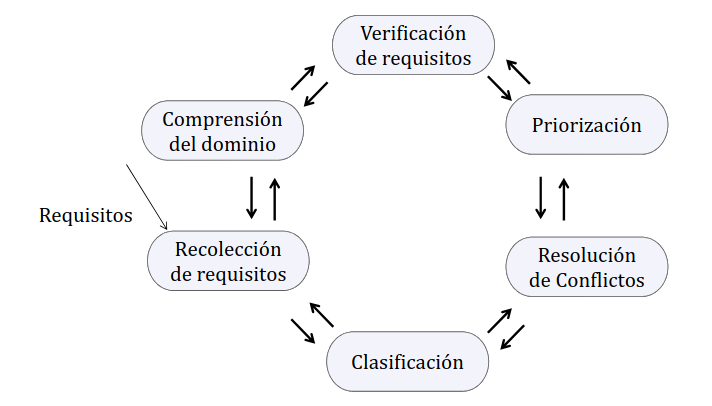 Verificación
de requisitos
Comprensión
del dominio
Priorización
Requisitos
Recolección
de requisitos
Resolución
de Conflictos
Clasificación